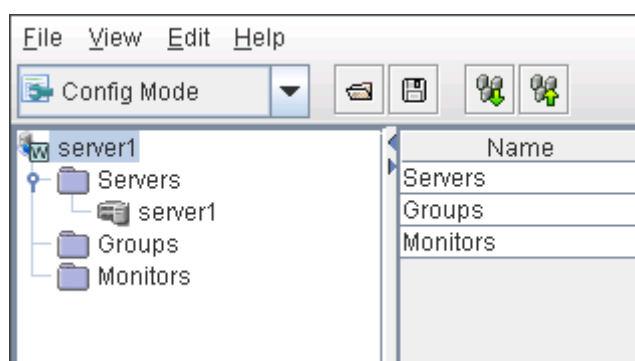 File View Edit Help
Config Mode
server1
Servers
server1
Groups
Monitors
Name
Servers
Groups
Monitors